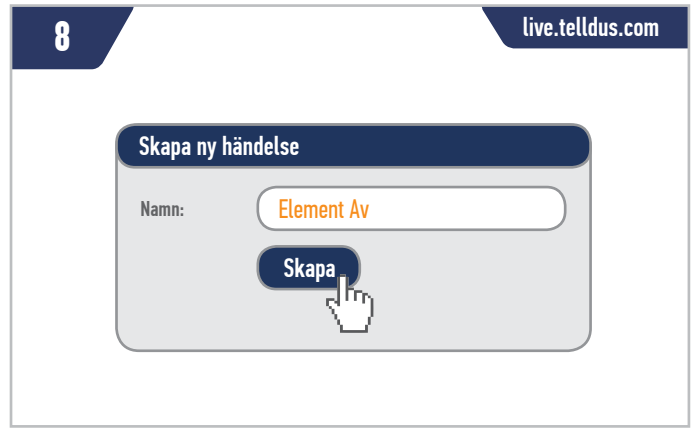 8
live.telldus.com
Skapa ny händelse
Namn:
Element Av
Skapa